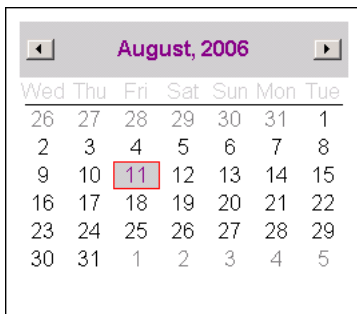 August, 2006
Wed Thu Fri Sat Sun Mon Tue
26 27 28 29 30 31 1
2 3 4 5 6 7 8
9 10 11 12 13 14 15
16 17 18 19 20 21 22
23 24 25 26 27 28 29
30 31 1 2 3 4 5